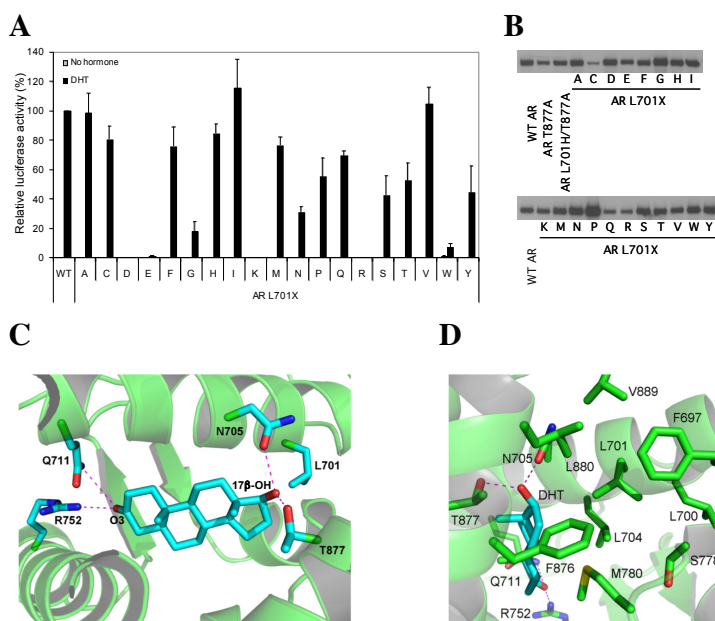 A
B
140
120
100
80
60
40
20
0
Relative luciferase activity (%)
No hormone
DHT
WT A C D E F G H I K M N P Q R S T V W Y
AR L701X
A C D E F G H I
AR L701X
WT AR
AR T877A
AR L701H/T877A
K M N P Q R S T V W Y
WT AR
AR L701X
C
D
N705
Q711
L701
17β-OH
R752
O3
T877
V889
F697
N705
L701
L880
DHT
T877
L700
L704
F876
S778
Q711
M780
R752